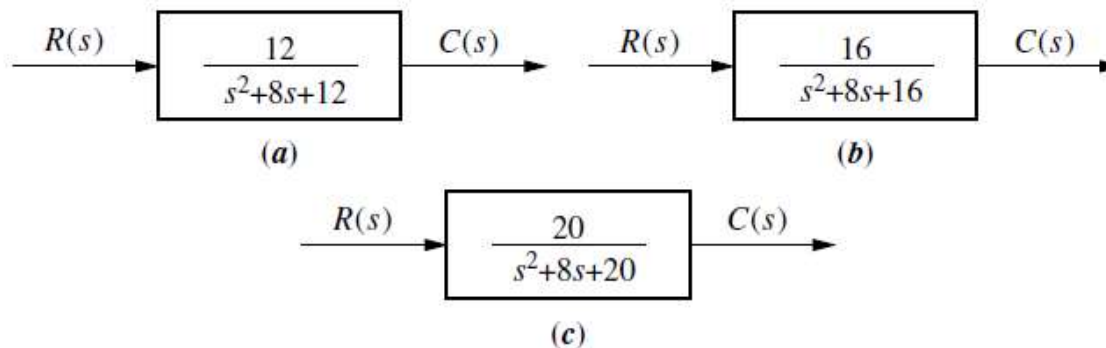 R(s) 12 C(s) R(s) 16 C(s)
s²+8s+12 s²+8s+16
(a) (b)
R(s) 20 C(s)
s²+8s+20
(c)